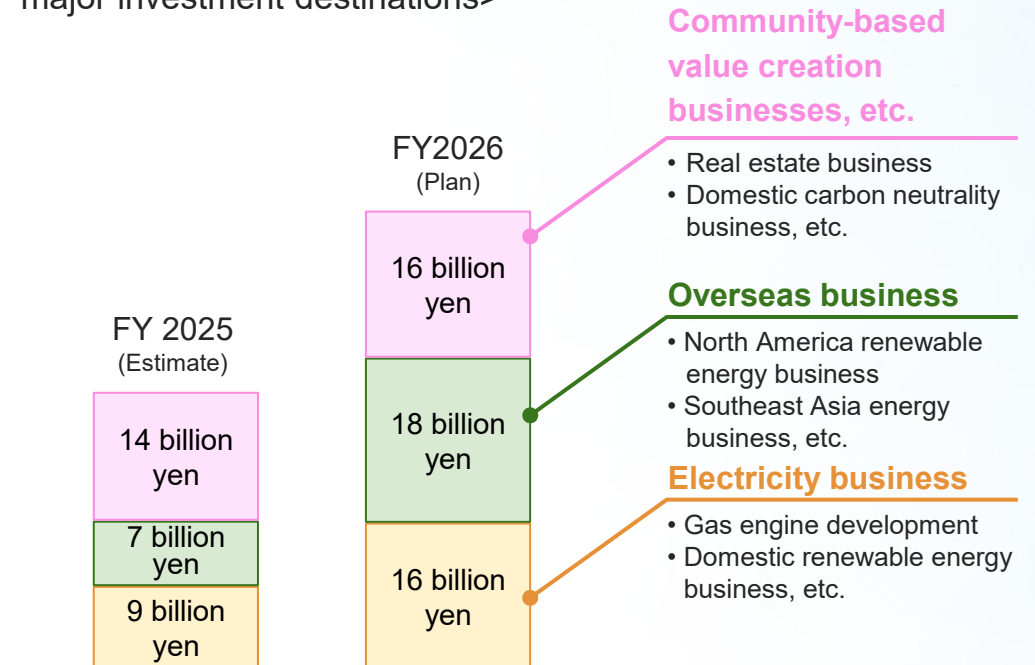 major investment destinations>
FY 2025
(Estimate)
14 billion
yen
7 billion
yen
9 billion
yen
FY2026
(Plan)
16 billion
yen
18 billion
yen
16 billion
yen
Community-based
value creation
businesses, etc.
• Real estate business
• Domestic carbon neutrality
business, etc.
Overseas business
• North America renewable
energy business
• Southeast Asia energy
business, etc.
Electricity business
• Gas engine development
• Domestic renewable energy
business, etc.